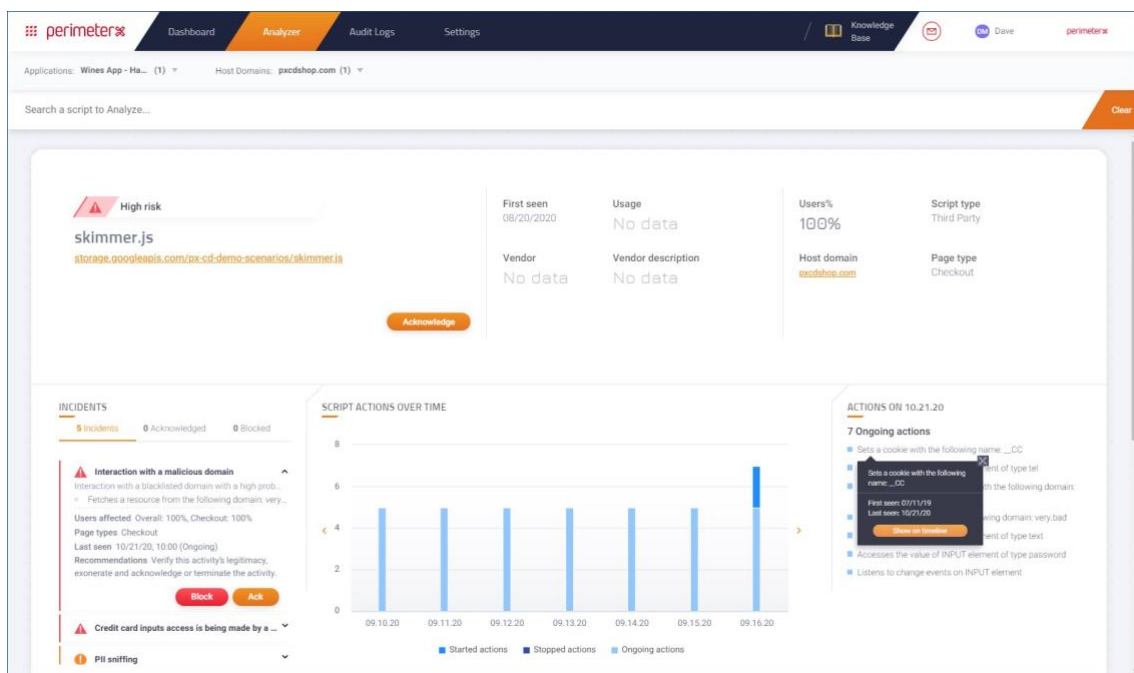 perimeterx
Dashboard
Analyzer
Audit Logs
Settings
Knowledge
Base
DM
Dave
perimeterx
Applications: Wines App - Ha... (1)
Host Domains: pxcdshop.com (1)
Search a script to Analyze...
Clear
High risk
skimmer.js
storage.googleapis.com/px-cd-demo-scenarios/skimmer.js
Acknowledge
First seen
08/20/2020
Usage
No data
Vendor
No data
Vendor description
No data
Users%
100%
Script type
Third Party
Host domain
pxcdshop.com
Page type
Checkout
INCIDENTS
5 Incidents
0 Acknowledged
0 Blocked
Interaction with a malicious domain
Interaction with a blacklisted domain with a high prob...
Fetches a resource from the following domain: very...
Users affected Overall: 100%, Checkout: 100%
Page types Checkout
Last seen 10/21/20, 10:00 (Ongoing)
Recommendations Verify this activity's legitimacy,
exonerate and acknowledge or terminate the activity.
Block
Ack
Credit card inputs access is being made by a ...
PII sniffing
SCRIPT ACTIONS OVER TIME
8
6
4
2
0
09.10.20
09.11.20
09.12.20
09.13.20
09.14.20
09.15.20
09.16.20
Started actions
Stopped actions
Ongoing actions
ACTIONS ON 10.21.20
7 Ongoing actions
Sets a cookie with the following name: __CC
ent of type tel
th the following domain:
wing domain: very.bad
ment of type text
Accesses the value of INPUT element of type password
Listens to change events on INPUT element
Sets a cookie with the following
name: __CC
First seen: 07/11/19
Last seen: 10/21/20
Show on timeline